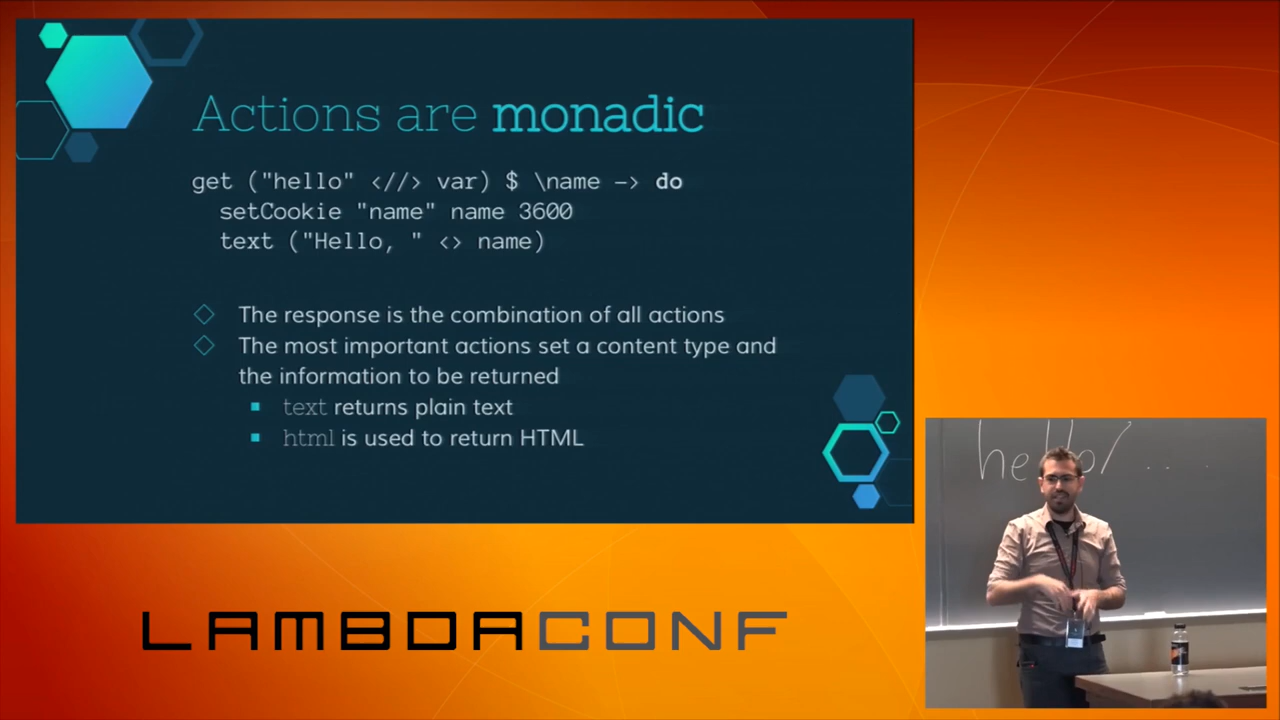 Actions are monadic
get ("hello" <//> var) $ \name -> do
setCookie "name" name 3600
text ("Hello, " <> name)
The response is the combination of all actions
The most important actions set a content type and
the information to be returned
text returns plain text
html is used to return HTML
hello/ ....
LAMBDACONF